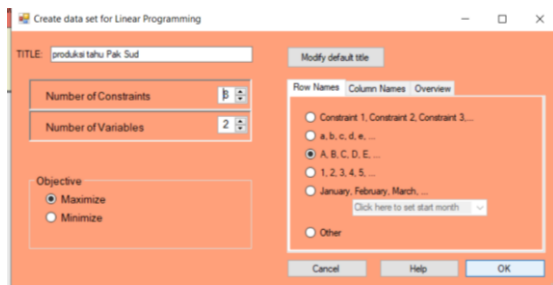 Create data set for Linear Programming
TITLE: produksi tahu Pak Sud
Modify default title
Number of Constraints 3
Number of Variables 2
Objective
Maximize
Minimize
Row Names Column Names Overview
Constraint 1, Constraint 2, Constraint 3,...
a, b, c, d, e, ...
A, B, C, D, E, ...
1, 2, 3, 4, 5, ...
January, February, March, ...
Click here to set start month
Other
Cancel Help OK